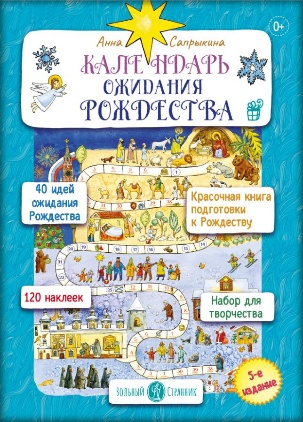 0+
Анна Сапрыкина
КАЛЕНДАРЬ
ОЖИДАНИЯ
РОЖДЕСТВА
40 идей
ожидания
Рождества
Красочная книга
подготовки
к Рождеству
120 наклеек
Набор для
творчества
5-е
издание
ВОЛЬНЫЙ СТРАННИК